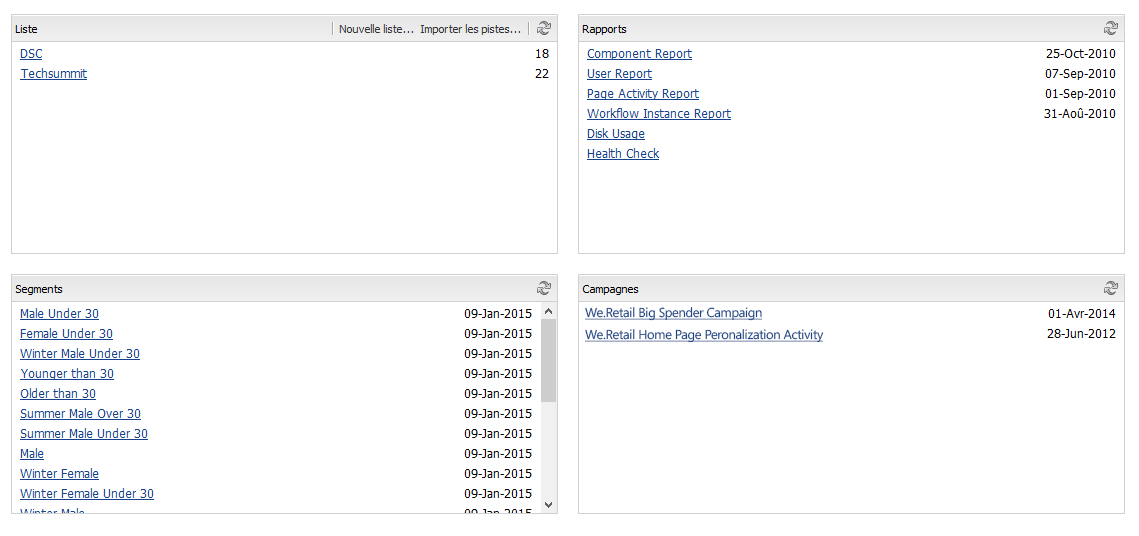 Liste Nouvelle liste... Importer les pistes...
DSC 18
Techsummit 22
Rapports
Component Report 25-Oct-2010
User Report 07-Sep-2010
Page Activity Report 01-Sep-2010
Workflow Instance Report 31-Aoû-2010
Disk Usage
Health Check
Segments
Male Under 30 09-Jan-2015
Female Under 30 09-Jan-2015
Winter Male Under 30 09-Jan-2015
Younger than 30 09-Jan-2015
Older than 30 09-Jan-2015
Summer Male Over 30 09-Jan-2015
Summer Male Under 30 09-Jan-2015
Male 09-Jan-2015
Winter Female 09-Jan-2015
Winter Female Under 30 09-Jan-2015
Winter Male 09-Jan-2015
Campagnes
We.Retail Big Spender Campaign 01-Avr-2014
We.Retail Home Page Peronalization Activity 28-Jun-2012